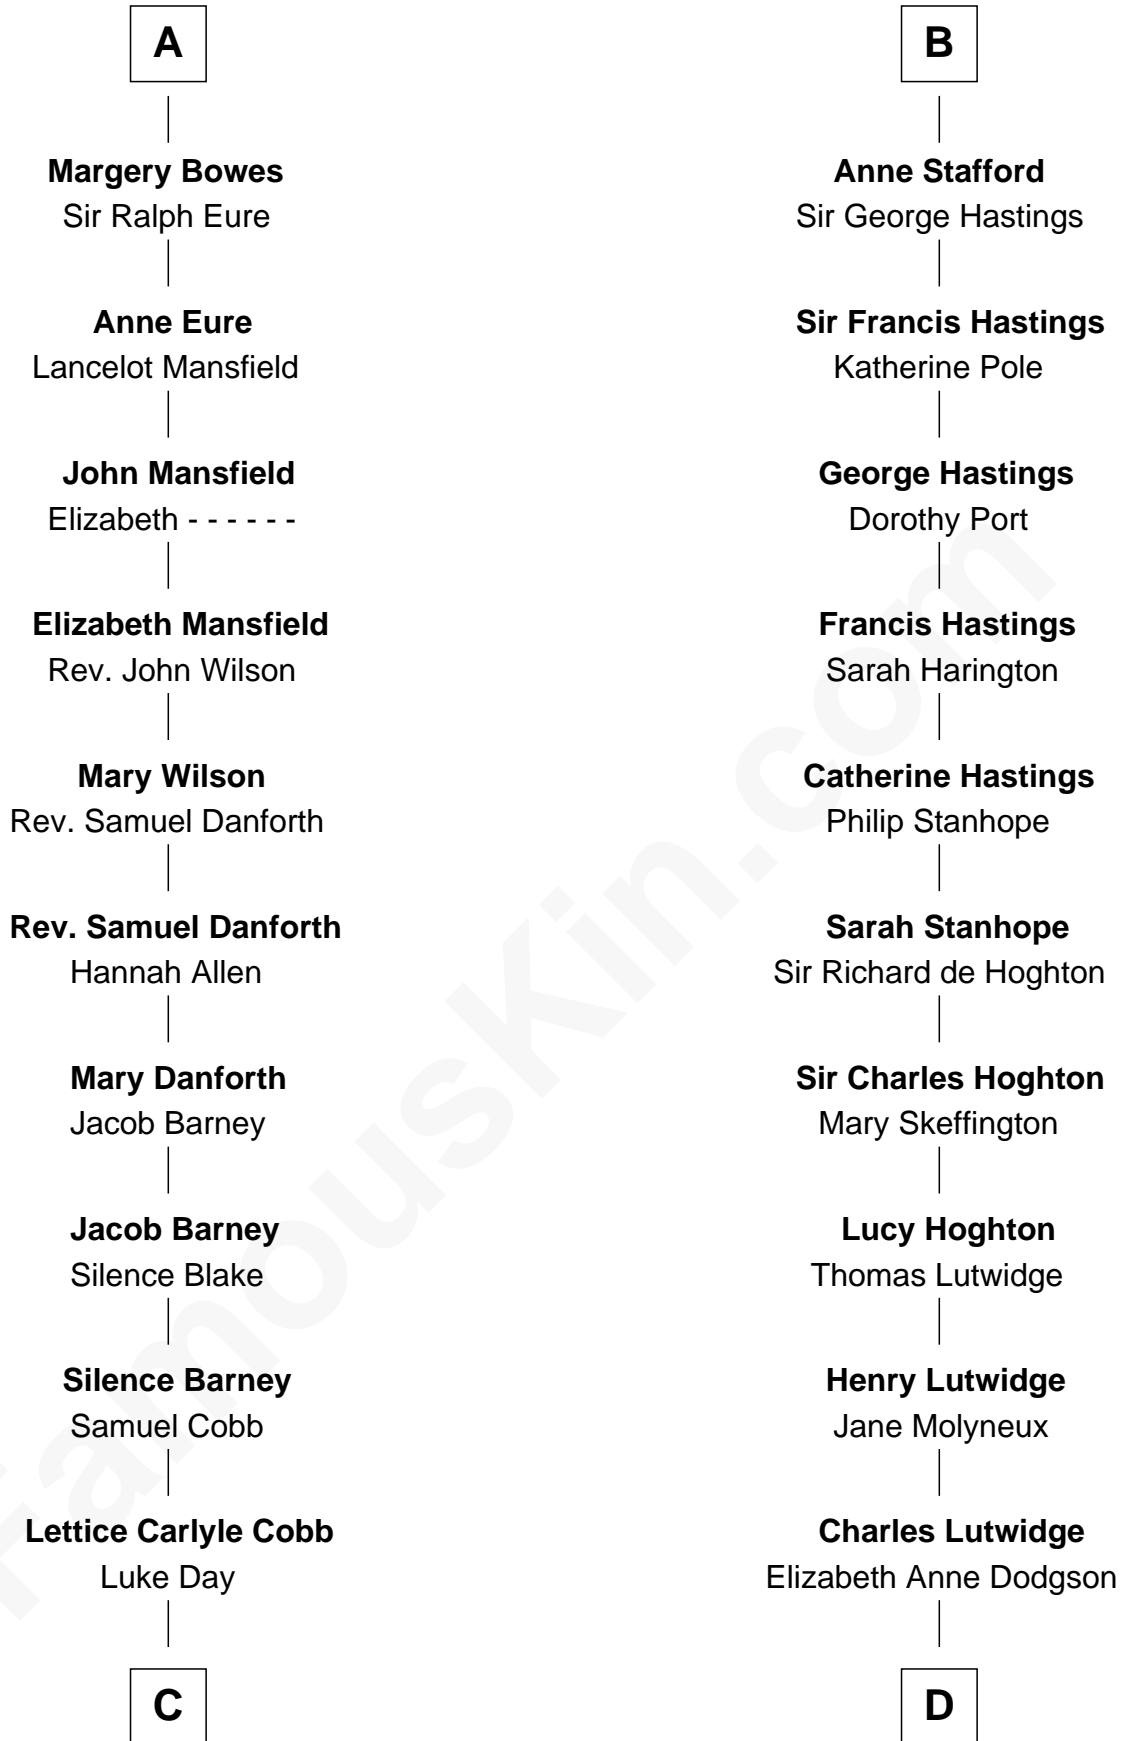 A
Margery Bowes
Sir Ralph Eure
Anne Eure
Lancelot Mansfield
John Mansfield
Elizabeth - - - - - -
Elizabeth Mansfield
Rev. John Wilson
Mary Wilson
Rev. Samuel Danforth
Rev. Samuel Danforth
Hannah Allen
Mary Danforth
Jacob Barney
Jacob Barney
Silence Blake
Silence Barney
Samuel Cobb
Lettice Carlyle Cobb
Luke Day
C
B
Anne Stafford
Sir George Hastings
Sir Francis Hastings
Katherine Pole
George Hastings
Dorothy Port
Francis Hastings
Sarah Harington
Catherine Hastings
Philip Stanhope
Sarah Stanhope
Sir Richard de Hoghton
Sir Charles Hoghton
Mary Skeffington
Lucy Hoghton
Thomas Lutwidge
Henry Lutwidge
Jane Molyneux
Charles Lutwidge
Elizabeth Anne Dodgson
D
FamousKin.com